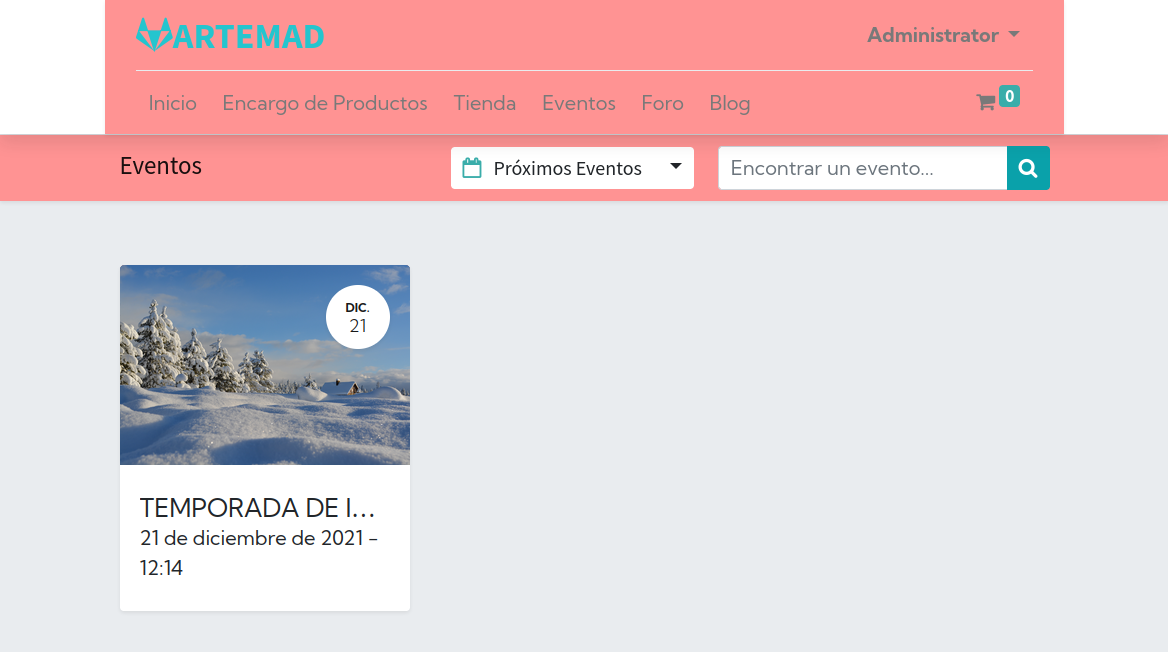 ARTEMAD
Administrator
Inicio Encargo de Productos Tienda Eventos Foro Blog 0
Eventos Próximos Eventos Encontrar un evento...
DIC.
21
TEMPORADA DE I...
21 de diciembre de 2021 -
12:14